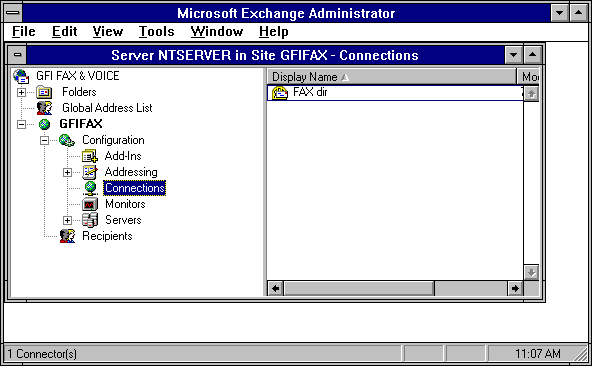 Microsoft Exchange Administrator
File Edit View Tools Window Help
Server NTSERVER in Site GFIFAX - Connections
GFI FAX & VOICE
Folders
Global Address List
GFIFAX
Configuration
Add-Ins
Addressing
Connections
Monitors
Servers
Recipients
Display Name
FAX dir
1 Connector(s) 11:07 AM